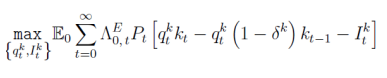 $$\max_{\{q_t^k, I_t^k\}} \mathbb{E}_0 \sum_{t=0}^{\infty} \Lambda_{0,t}^E P_t \left[ q_t^k k_t - q_t^k \left(1 - \delta^k\right) k_{t-1} - I_t^k \right]$$